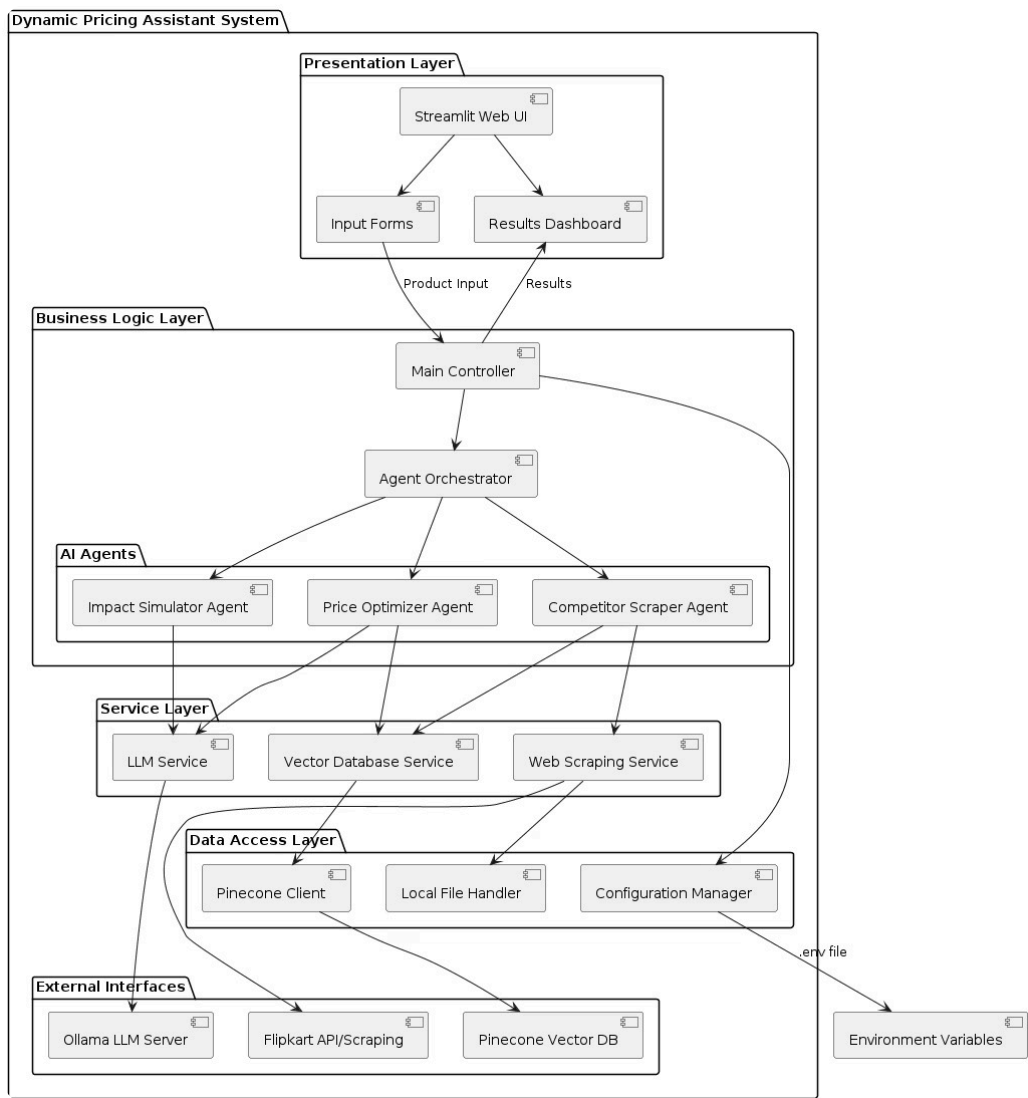 Dynamic Pricing Assistant System
Presentation Layer
Streamlit Web UI
Input Forms
Results Dashboard
Product Input
Results
Business Logic Layer
Main Controller
Agent Orchestrator
AI Agents
Impact Simulator Agent
Price Optimizer Agent
Competitor Scraper Agent
Service Layer
LLM Service
Vector Database Service
Web Scraping Service
Data Access Layer
Pinecone Client
Local File Handler
Configuration Manager
.env file
External Interfaces
Ollama LLM Server
Flipkart API/Scraping
Pinecone Vector DB
Environment Variables